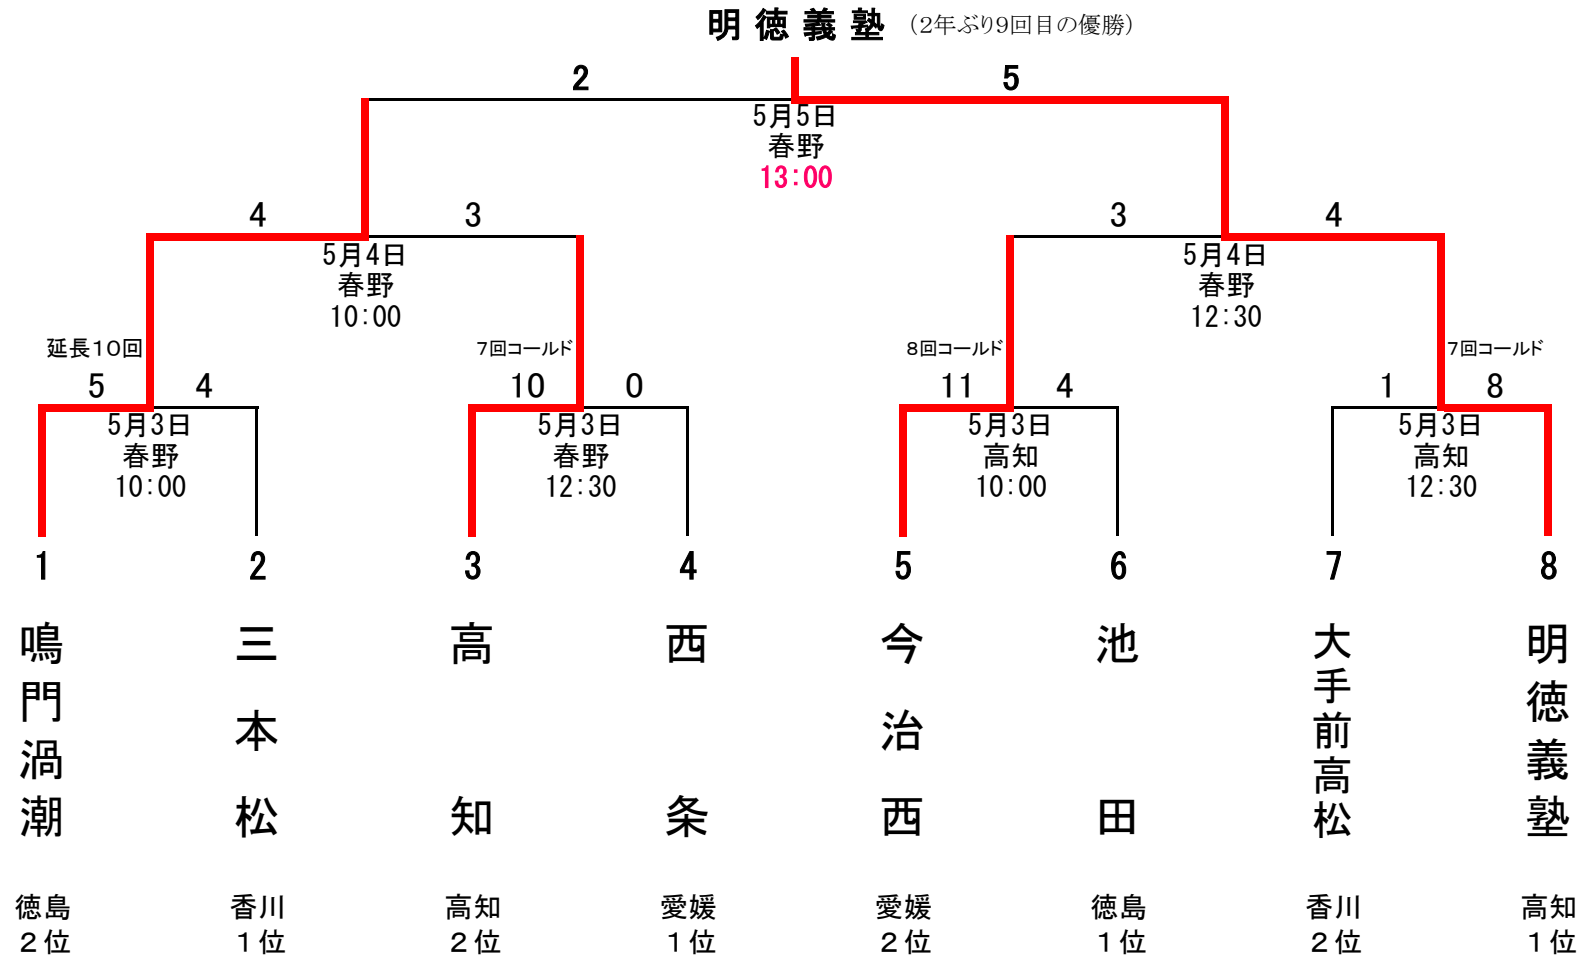 明徳義塾 （2年ぶり9回目の優勝）
2 5
5月5日
春野
13:00
4 3 3 4
5月4日
春野
10:00
5月4日
春野
12:30
延長10回 7回コールド 8回コールド 7回コールド
5 4 10 0 11 4 1 8
5月3日
春野
10:00
5月3日
春野
12:30
5月3日
高知
10:00
5月3日
高知
12:30
1 2 3 4 5 6 7 8
鳴門渦潮
三本松
高知
西条
今治西
池田
大手前高松
明徳義塾
徳島
2位
香川
1位
高知
2位
愛媛
1位
愛媛
2位
徳島
1位
香川
2位
高知
1位